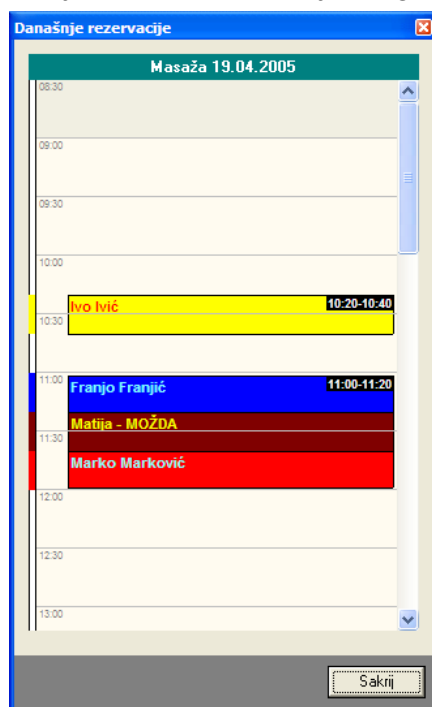 Današnje rezervacije
Masaža 19.04.2005
08:30
09:00
09:30
10:00
Ivo Ivić 10:20-10:40
10:30
11:00 Franjo Franjić 11:00-11:20
Matija - MOŽDA
11:30
Marko Marković
12:00
12:30
13:00
Sakrij